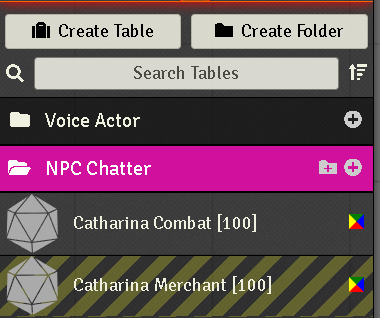 Create Table
Create Folder
Search Tables
Voice Actor
NPC Chatter
Catharina Combat [100]
Catharina Merchant [100]